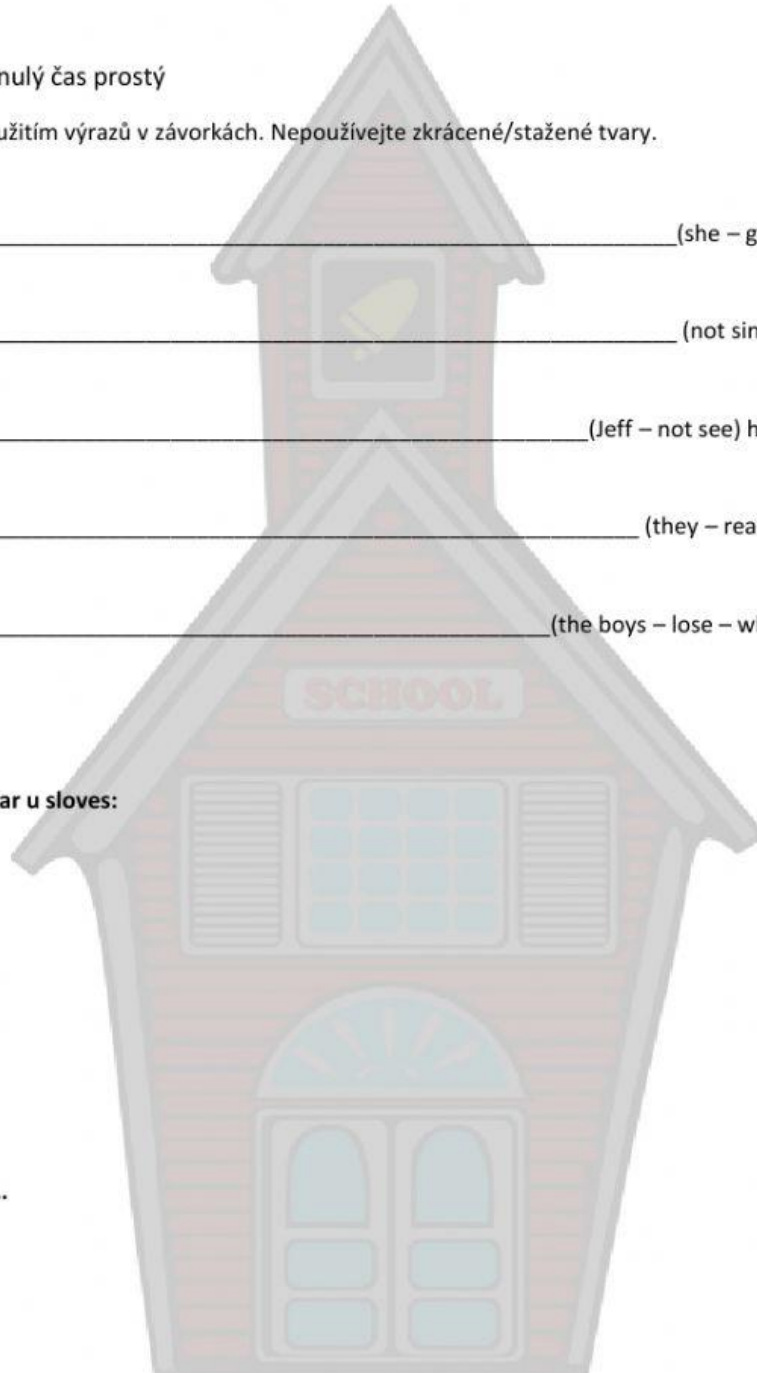 nulý čas prostý
užitím výrazů v závorkách. Nepoužívejte zkrácené/stažené tvary.
(she – g
(not sin
(Jeff – not see) h
(they – rea
(the boys – lose – wh
SCHOOL
ar u sloves: